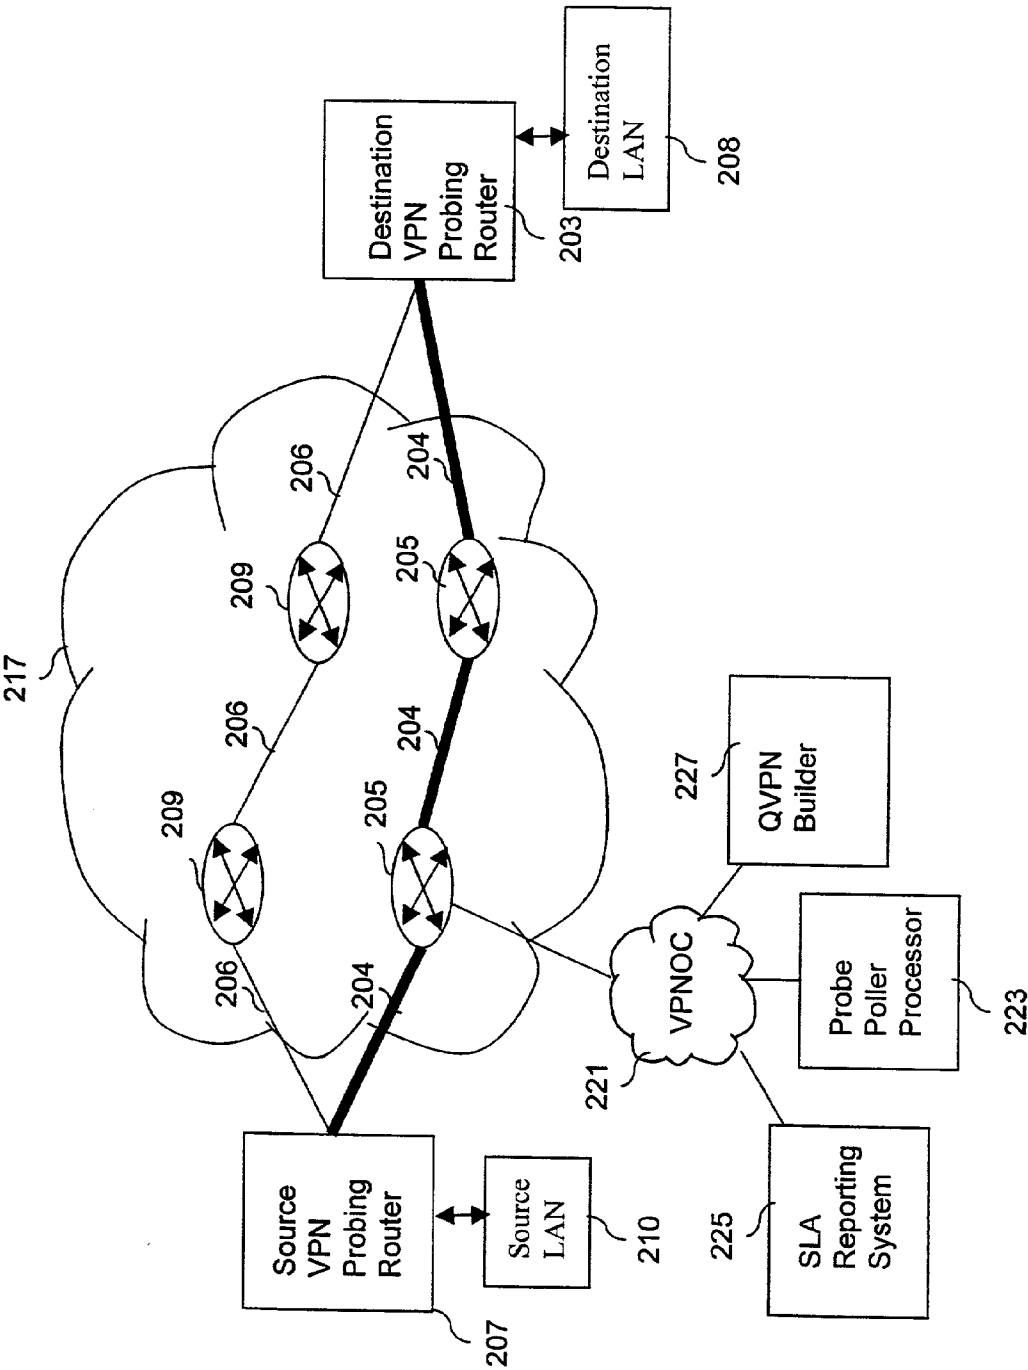 217
206
206
206
209
209
204
204
204
205
205
Source
VPN
Probing
Router
207
Source
LAN
210
Destination
VPN
Probing
Router
203
Destination
LAN
208
VPNOC
221
SLA
Reporting
System
225
Probe
Poller
Processor
223
QVPN
Builder
227